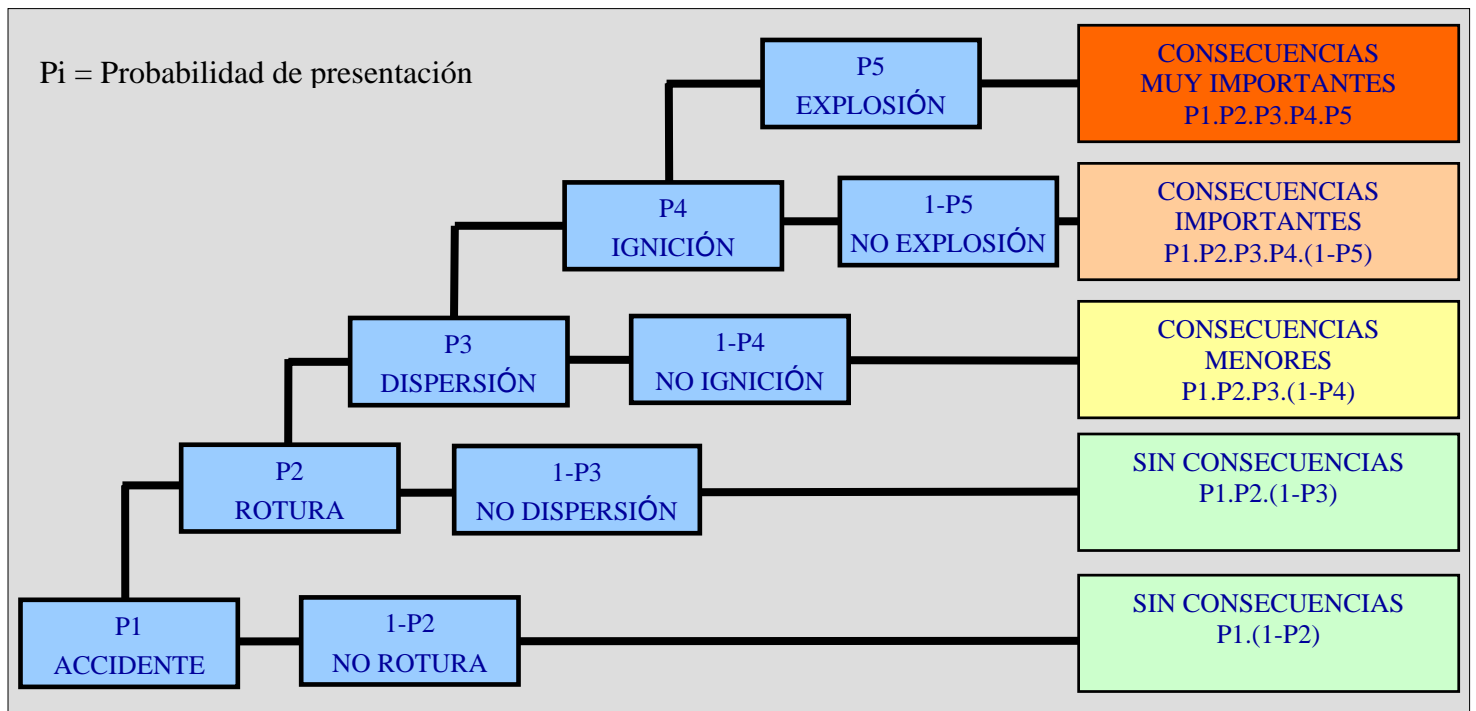 Pi = Probabilidad de presentación
P5
EXPLOSIÓN
CONSECUENCIAS
MUY IMPORTANTES
P1.P2.P3.P4.P5
P4
IGNICIÓN
1-P5
NO EXPLOSIÓN
CONSECUENCIAS
IMPORTANTES
P1.P2.P3.P4.(1-P5)
P3
DISPERSIÓN
1-P4
NO IGNICIÓN
CONSECUENCIAS
MENORES
P1.P2.P3.(1-P4)
P2
ROTURA
1-P3
NO DISPERSIÓN
SIN CONSECUENCIAS
P1.P2.(1-P3)
P1
ACCIDENTE
1-P2
NO ROTURA
SIN CONSECUENCIAS
P1.(1-P2)